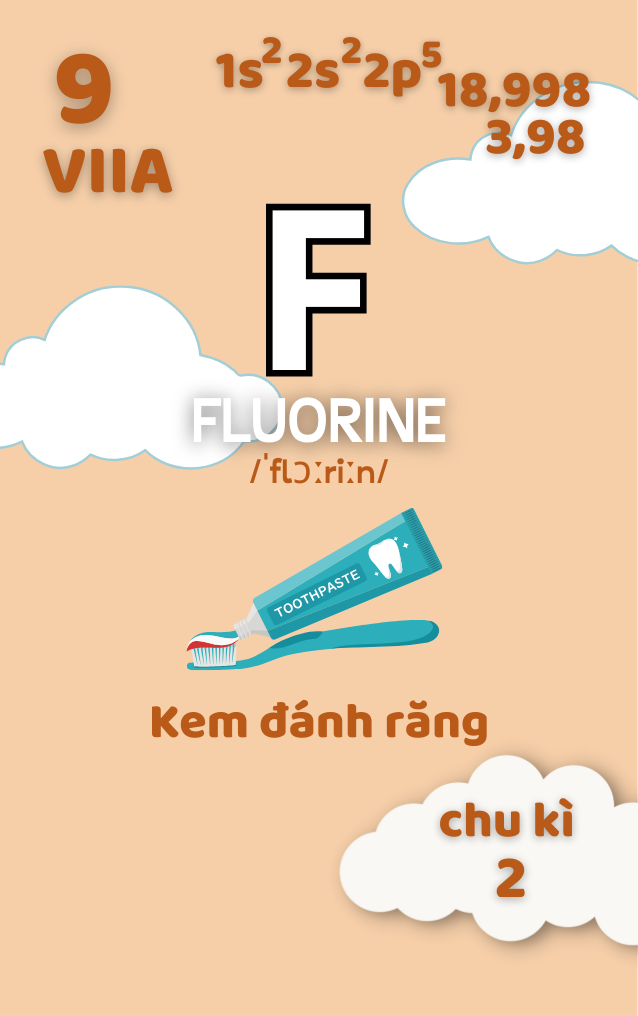 9
VIIA
1s²2s²2p⁵
18,998
3,98
F
FLUORINE
/ˈflɔːriːn/
TOOTHPASTE
Kem đánh răng
chu kì
2